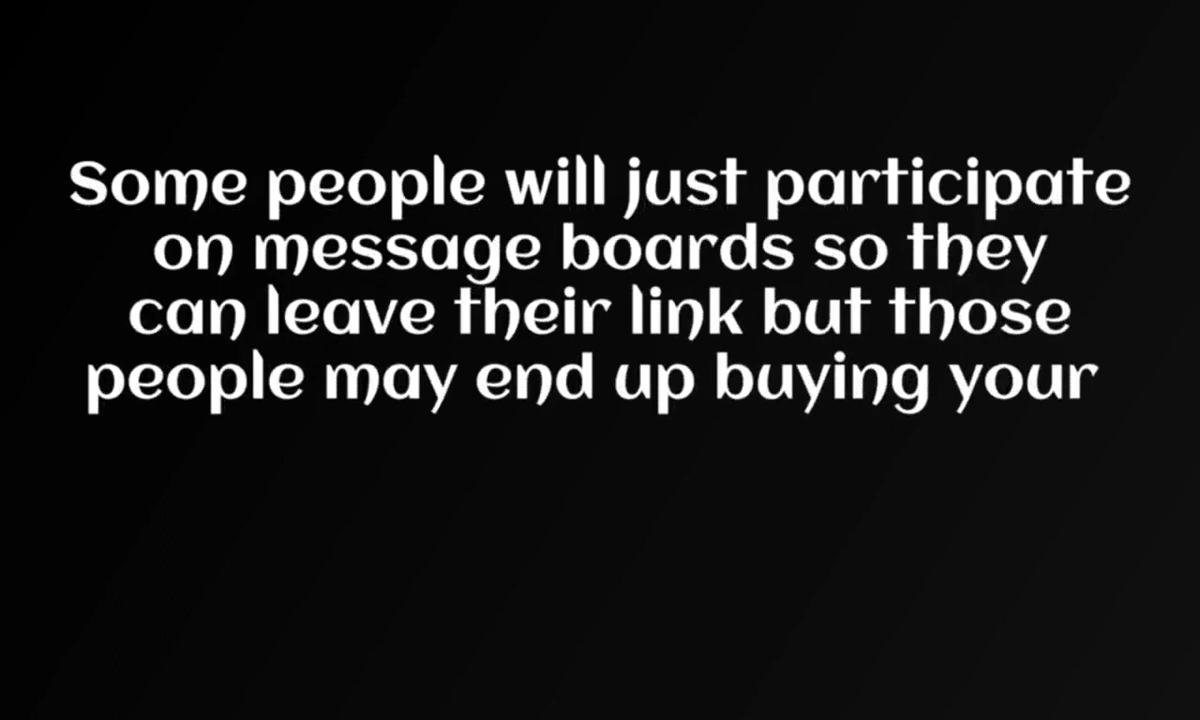 Some people will just participate
on message boards so they
can leave their link but those
people may end up buying your